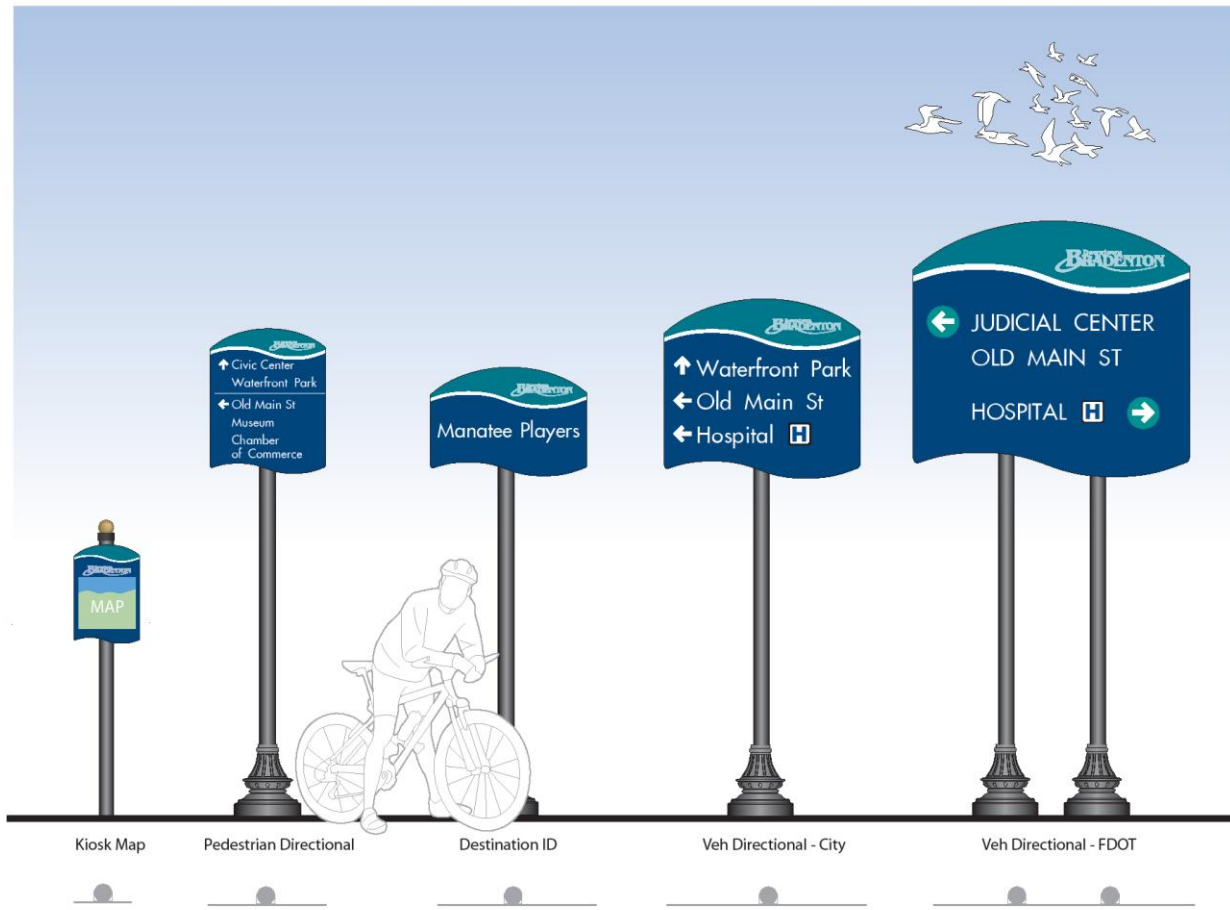 BRADENTON
MAP
BRADENTON
↑ Civic Center
Waterfront Park
← Old Main St
Museum
Chamber
of Commerce
BRADENTON
Manatee Players
BRADENTON
↑ Waterfront Park
← Old Main St
← Hospital H
BRADENTON
← JUDICIAL CENTER
OLD MAIN ST
HOSPITAL H →
Kiosk Map
Pedestrian Directional
Destination ID
Veh Directional - City
Veh Directional - FDOT